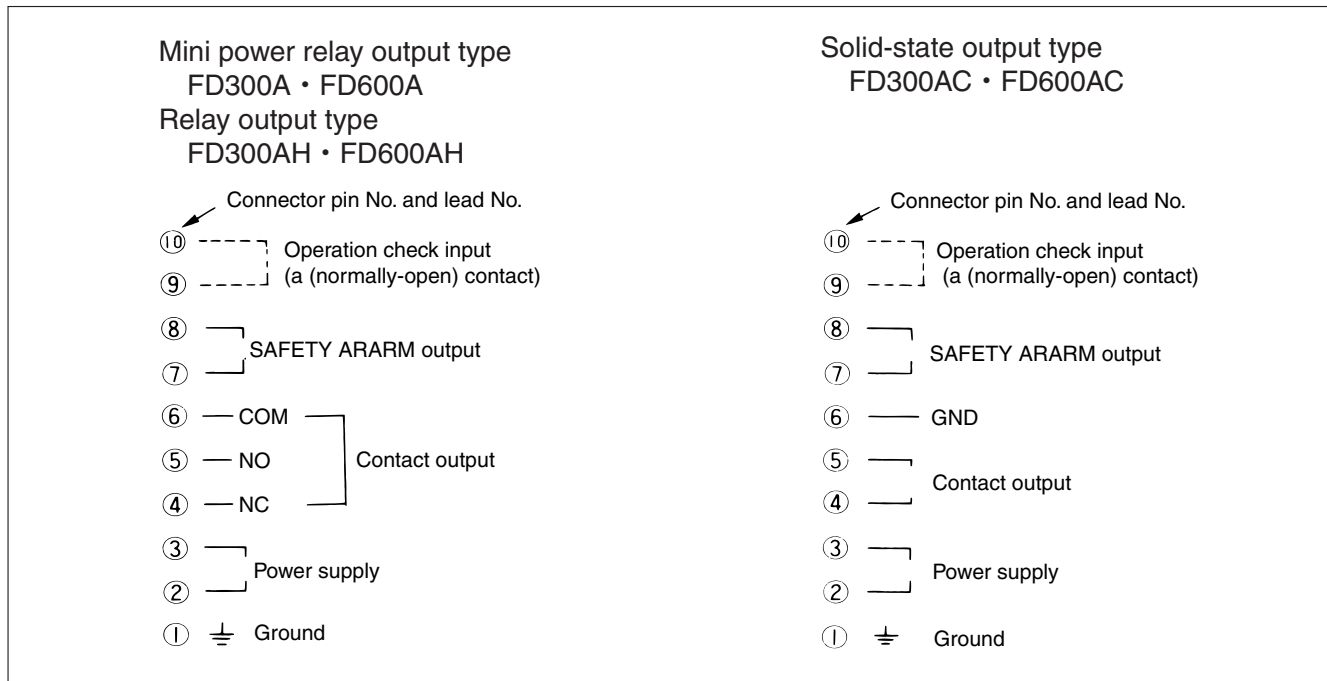 Mini power relay output type
FD300A・FD600A
Relay output type
FD300AH・FD600AH
Connector pin No. and lead No.
⑩
Operation check input
(a (normally-open) contact)
⑨
⑧
SAFETY ARARM output
⑦
⑥ COM
⑤ NO
Contact output
④ NC
③
Power supply
②
① Ground
Solid-state output type
FD300AC・FD600AC
Connector pin No. and lead No.
⑩
Operation check input
(a (normally-open) contact)
⑨
⑧
SAFETY ARARM output
⑦
⑥ GND
⑤
Contact output
④
③
Power supply
②
① Ground